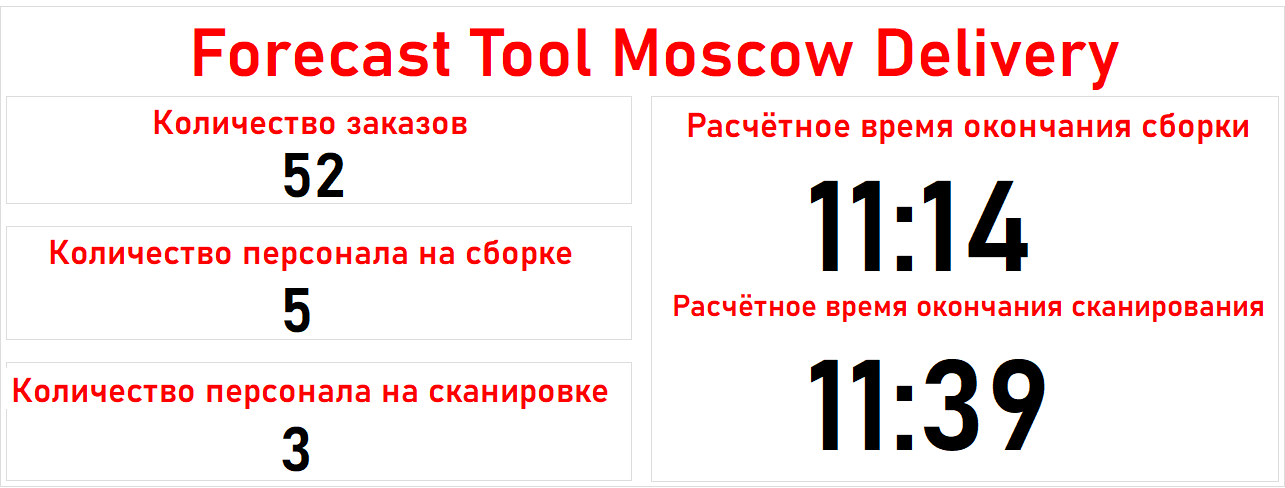 Forecast Tool Moscow Delivery
Количество заказов
52
Количество персонала на сборке
5
Количество персонала на сканировке
3
Расчётное время окончания сборки
11:14
Расчётное время окончания сканирования
11:39